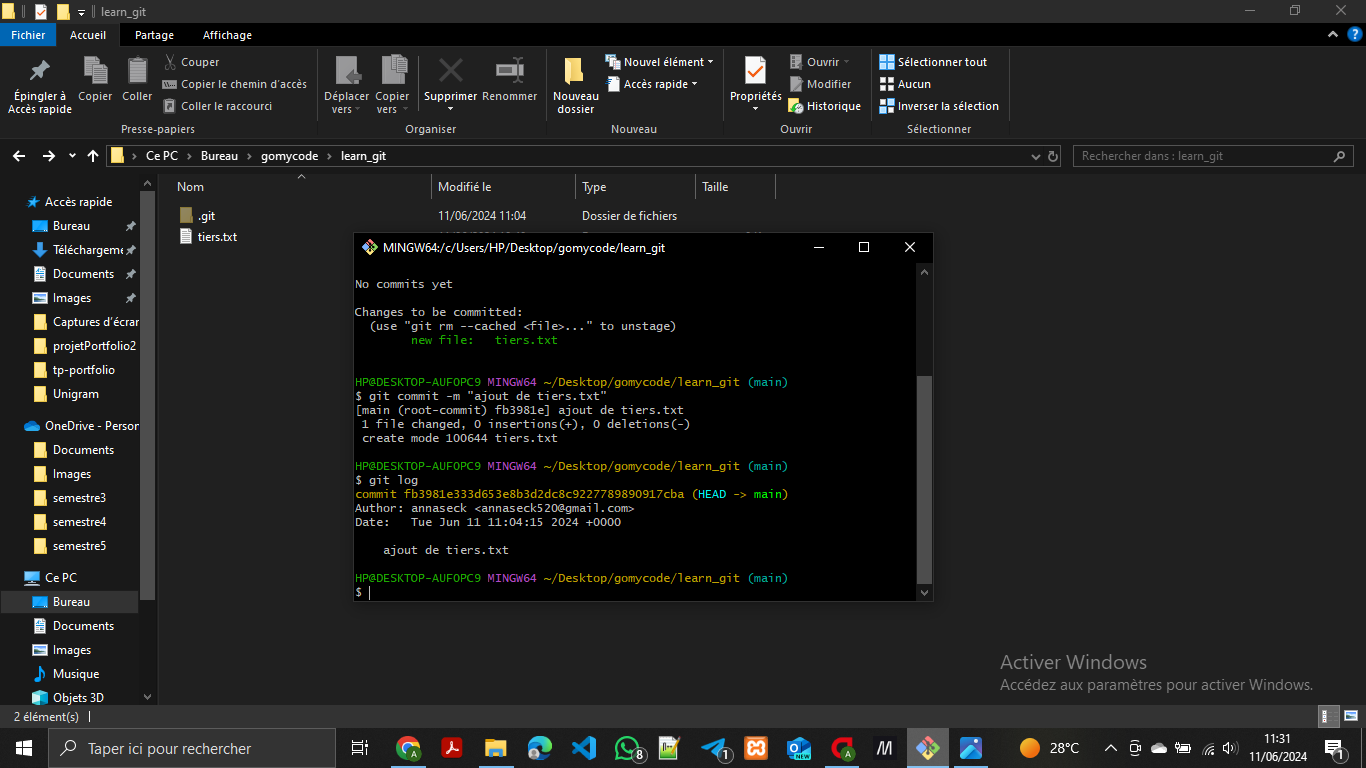 learn_git
Fichier Accueil Partage Affichage
Épingler à Accès rapide
Copier
Coller
Couper
Copier le chemin d'accès
Coller le raccourci
Presse-papiers
Déplacer vers
Copier vers
Supprimer
Renommer
Organiser
Nouveau dossier
Nouvel élément
Accès rapide
Nouveau
Propriétés
Ouvrir
Modifier
Historique
Ouvrir
Sélectionner tout
Aucun
Inverser la sélection
Sélectionner
Ce PC > Bureau > gomycode > learn_git
Rechercher dans : learn_git
Nom Modifié le Type Taille
.git 11/06/2024 11:04 Dossier de fichiers
tiers.txt
Accès rapide
Bureau
Téléchargeme
Documents
Images
Captures d'écran
projetPortfolio2
tp-portfolio
Unigram
OneDrive - Person
Documents
Images
semestre3
semestre4
semestre5
Ce PC
Bureau
Documents
Images
Musique
Objets 3D
2 élément(s)
MINGW64:/c/Users/HP/Desktop/gomycode/learn_git
No commits yet
Changes to be committed:
(use "git rm --cached <file>..." to unstage)
new file: tiers.txt
HP@DESKTOP-AUFOPC9 MINGW64 ~/Desktop/gomycode/learn_git (main)
$ git commit -m "ajout de tiers.txt"
[main (root-commit) fb3981e] ajout de tiers.txt
1 file changed, 0 insertions(+), 0 deletions(-)
create mode 100644 tiers.txt
HP@DESKTOP-AUFOPC9 MINGW64 ~/Desktop/gomycode/learn_git (main)
$ git log
commit fb3981e333d653e8b3d2dc8c9227789890917cba (HEAD -> main)
Author: annaseck <annaseck520@gmail.com>
Date: Tue Jun 11 11:04:15 2024 +0000
ajout de tiers.txt
HP@DESKTOP-AUFOPC9 MINGW64 ~/Desktop/gomycode/learn_git (main)
$
Activer Windows
Accédez aux paramètres pour activer Windows.
Taper ici pour rechercher
28°C
11:31
11/06/2024